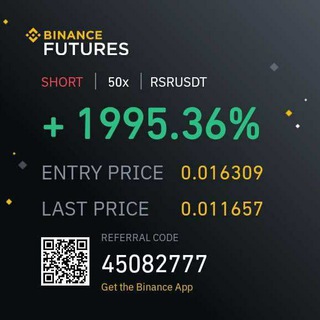 BINANCE
FUTURES
SHORT | 50x | RSRUSDT
+ 1995.36%
ENTRY PRICE 0.016309
LAST PRICE 0.011657
REFERRAL CODE
45082777
Get the Binance App